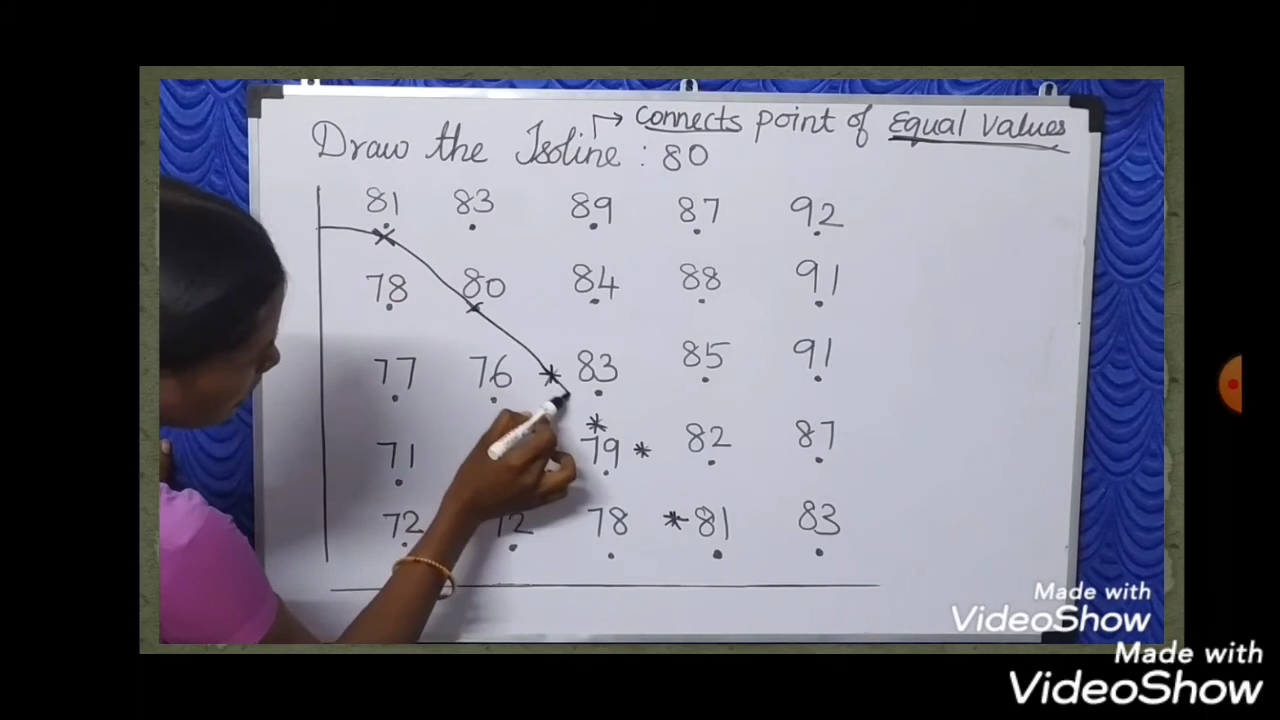 connects point of Equal Values
Draw the Isoline : 80
81 83 89 87 92
78 80 84 88 91
77 76 83 85 91
71 79 82 87
72 12 78 81 83
Made with
VideoShow
Made with
VideoShow